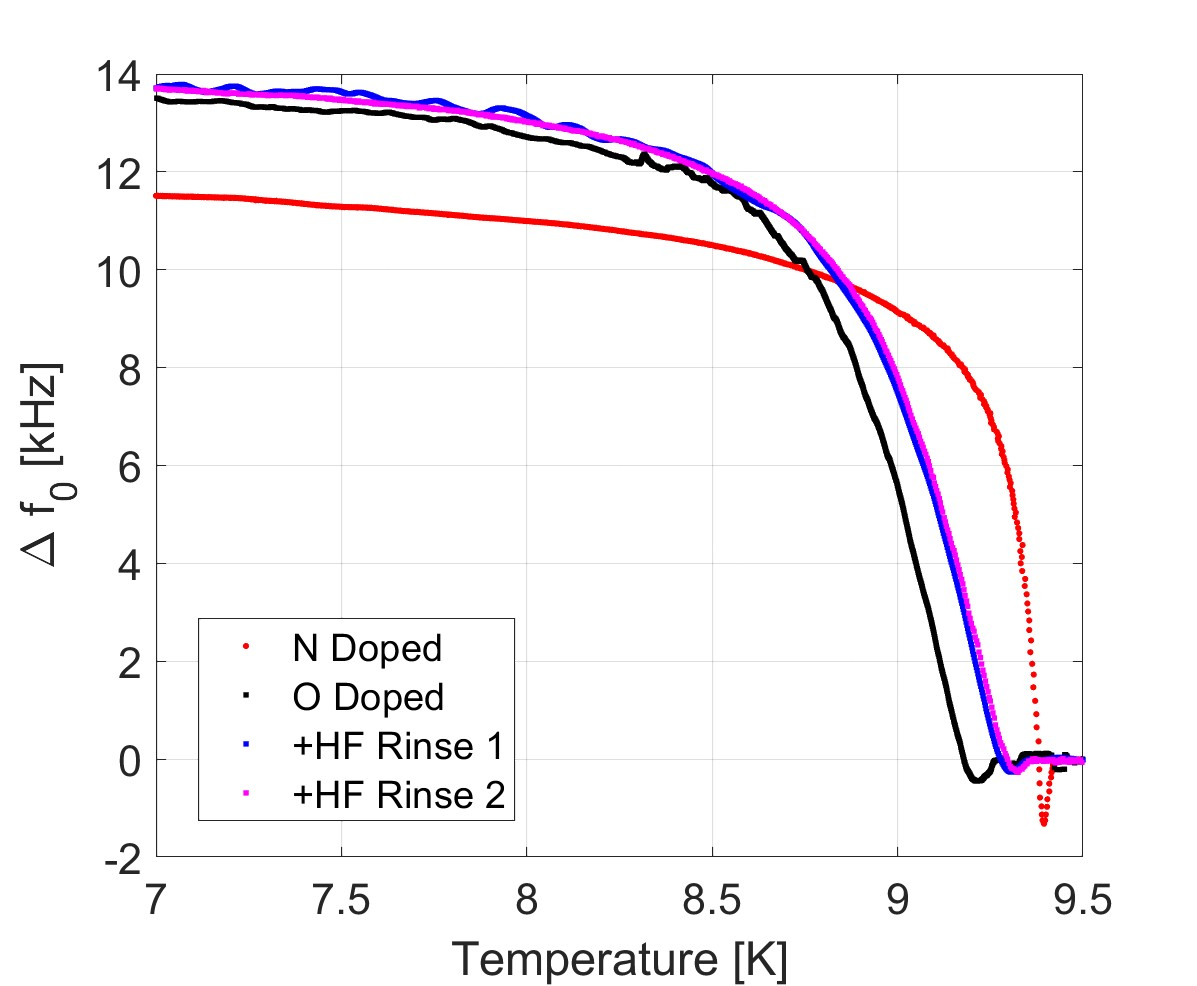 14
12
10
8
6
4
2
0
-2
Δ f₀ [kHz]
N Doped
O Doped
+HF Rinse 1
+HF Rinse 2
7 7.5 8 8.5 9 9.5
Temperature [K]